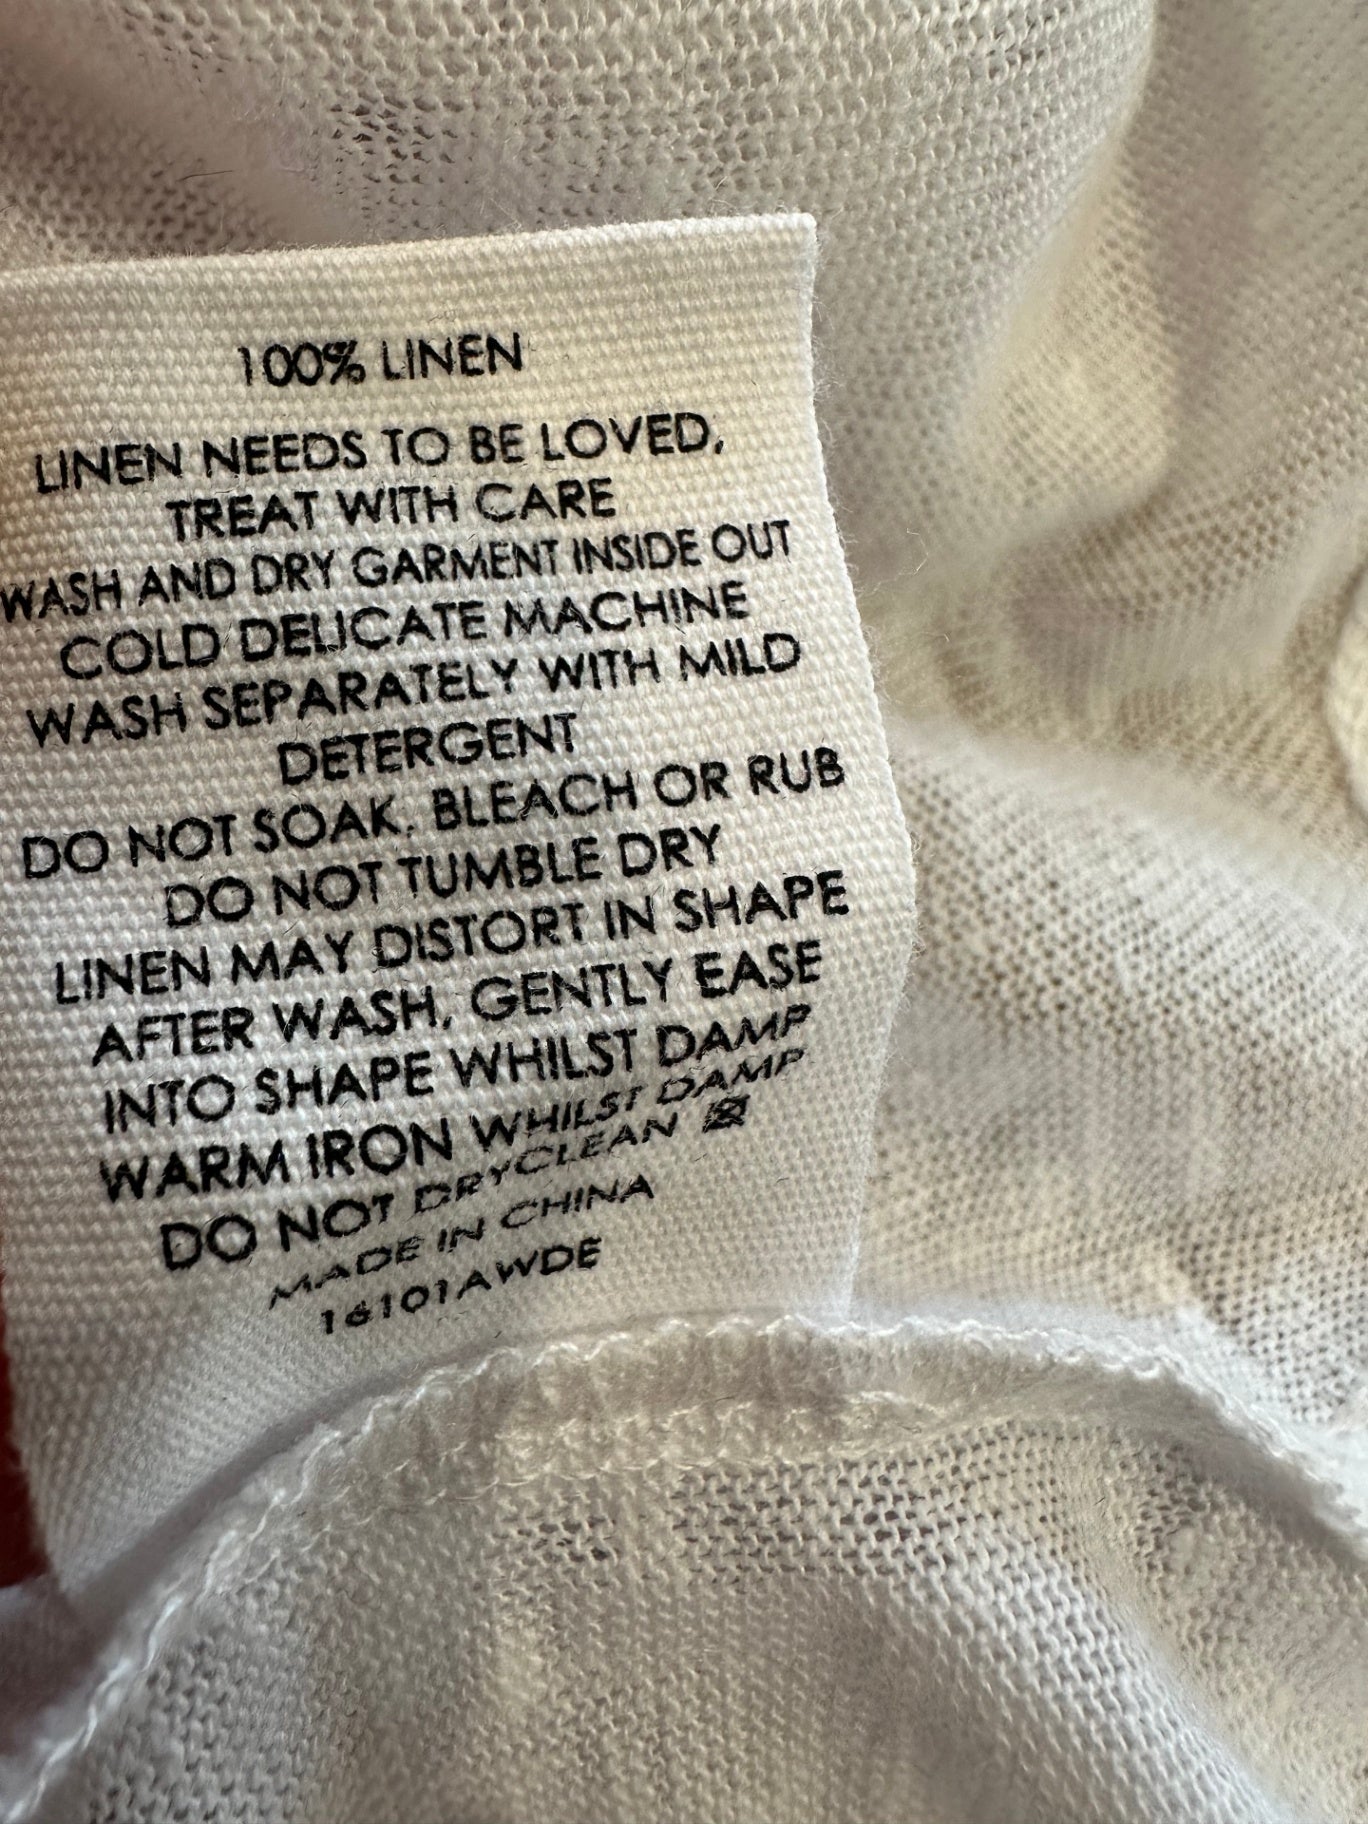 100% LINEN
LINEN NEEDS TO BE LOVED,
TREAT WITH CARE
WASH AND DRY GARMENT INSIDE OUT
COLD DELICATE MACHINE
WASH SEPARATELY WITH MILD
DETERGENT
DO NOT SOAK, BLEACH OR RUB
DO NOT TUMBLE DRY
LINEN MAY DISTORT IN SHAPE
AFTER WASH, GENTLY EASE
INTO SHAPE WHILST DAMP
WARM IRON WHILST DAMP
DO NOT DRYCLEAN
MADE IN CHINA
16101AWDE